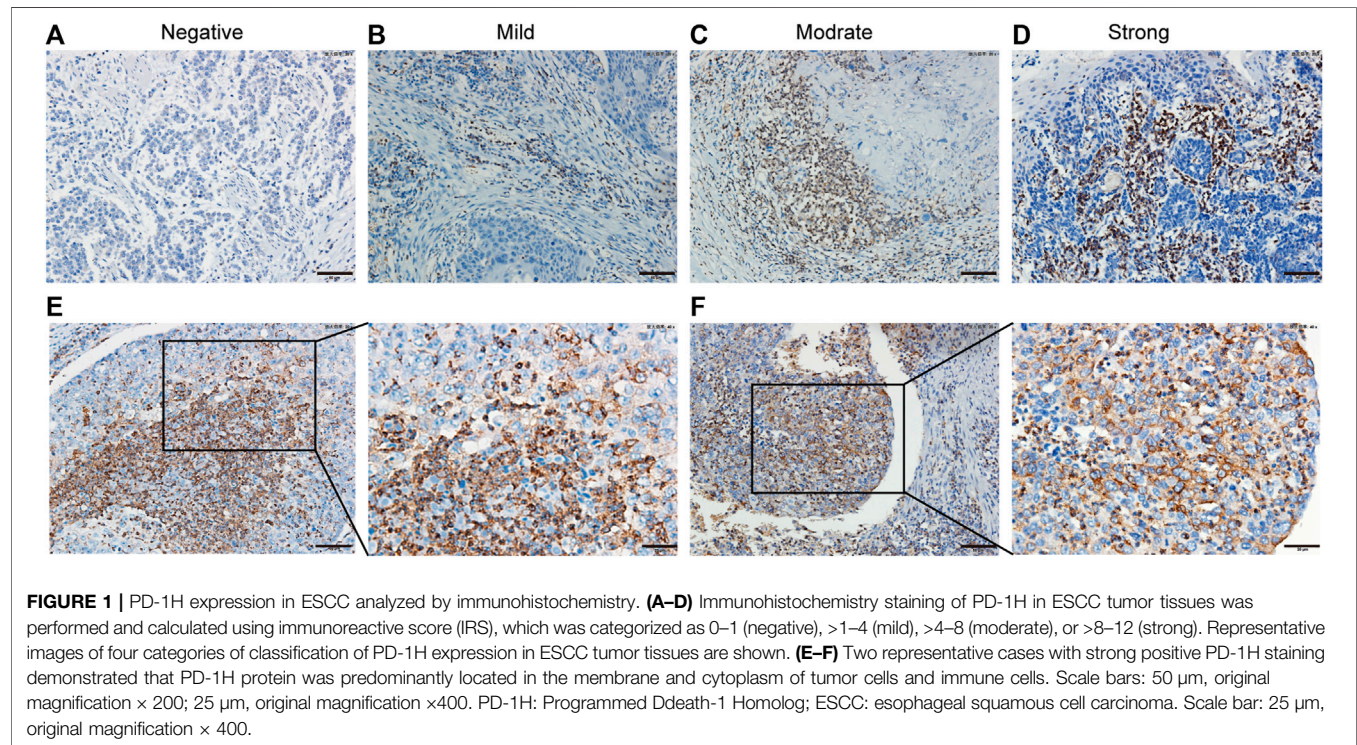 A Negative B Mild C Modrate D Strong
E F
FIGURE 1 | PD-1H expression in ESCC analyzed by immunohistochemistry. (A–D) Immunohistochemistry staining of PD-1H in ESCC tumor tissues was
performed and calculated using immunoreactive score (IRS), which was categorized as 0–1 (negative), >1–4 (mild), >4–8 (moderate), or >8–12 (strong). Representative
images of four categories of classification of PD-1H expression in ESCC tumor tissues are shown. (E–F) Two representative cases with strong positive PD-1H staining
demonstrated that PD-1H protein was predominantly located in the membrane and cytoplasm of tumor cells and immune cells. Scale bars: 50 µm, original
magnification × 200; 25 µm, original magnification ×400. PD-1H: Programmed Ddeath-1 Homolog; ESCC: esophageal squamous cell carcinoma. Scale bar: 25 µm,
original magnification × 400.